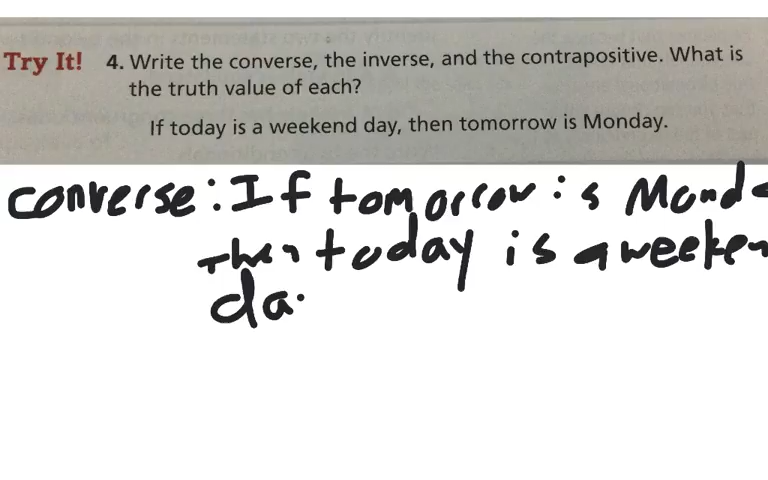 Try It! 4. Write the converse, the inverse, and the contrapositive. What is
the truth value of each?
If today is a weekend day, then tomorrow is Monday.
converse: If tomorrow is Mond
then today is a weeken
da